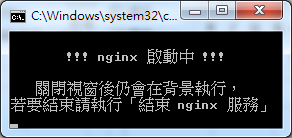 C:\Windows\system32\c...
!!! nginx 啟動中 !!!
關閉視窗後仍會在背景執行，
若要結束請執行「結束 nginx 服務」